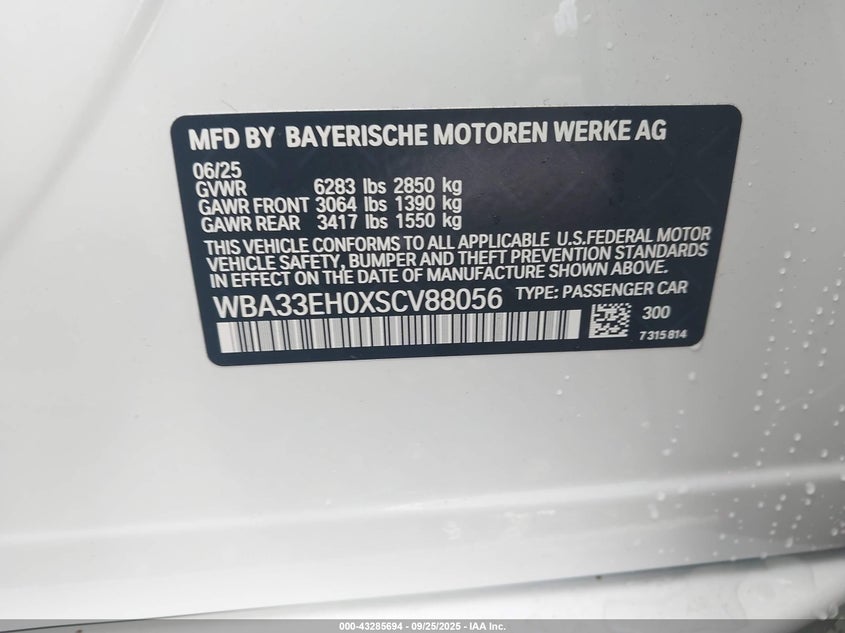 MFD BY BAYERISCHE MOTOREN WERKE AG
06/25
GVWR 6283 lbs 2850 kg
GAWR FRONT 3064 lbs 1390 kg
GAWR REAR 3417 lbs 1550 kg
THIS VEHICLE CONFORMS TO ALL APPLICABLE U.S.FEDERAL MOTOR
VEHICLE SAFETY, BUMPER AND THEFT PREVENTION STANDARDS
IN EFFECT ON THE DATE OF MANUFACTURE SHOWN ABOVE.
WBA33EH0XSCV88056 TYPE: PASSENGER CAR
300
7 315 814
000-43285694 - 09/25/2025 - IAA Inc.